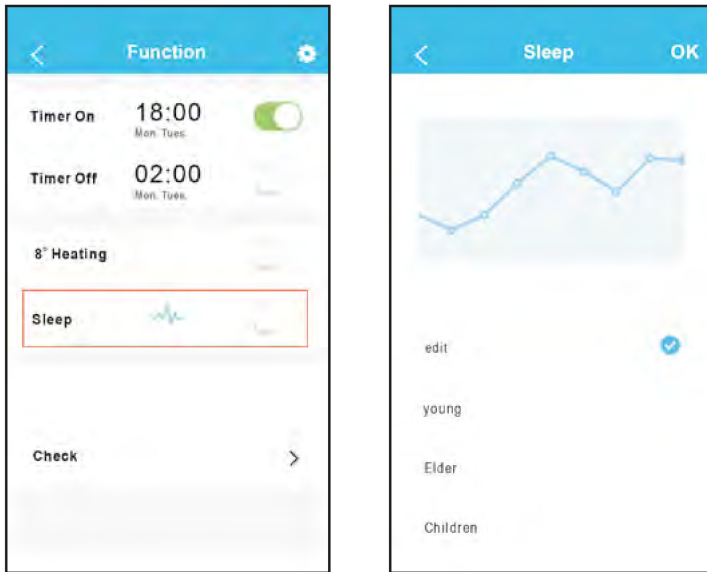 Function
Timer On 18:00
Mon. Tues.
Timer Off 02:00
Mon. Tues.
8° Heating
Sleep
Check
Sleep OK
edit
young
Elder
Children